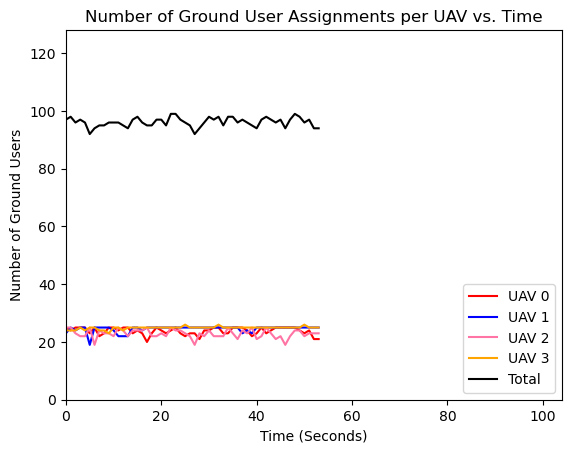 Number of Ground User Assignments per UAV vs. Time
Number of Ground Users
120
100
80
60
40
20
0
0 20 40 60 80 100
Time (Seconds)
UAV 0
UAV 1
UAV 2
UAV 3
Total